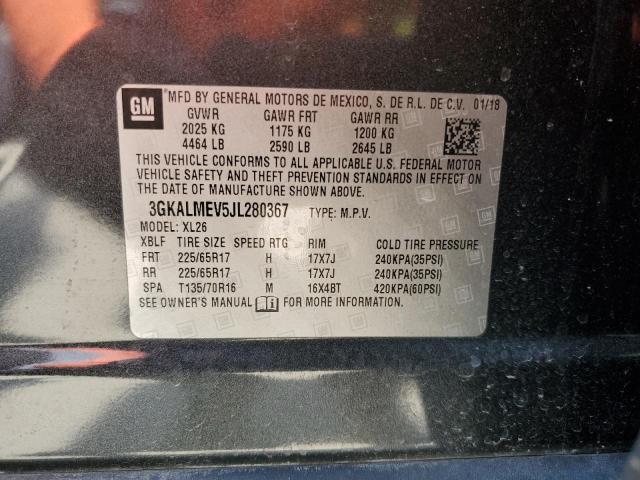 GM
MFD BY GENERAL MOTORS DE MEXICO, S. DE R.L. DE C.V. 01/18
GVWR GAWR FRT GAWR RR
2025 KG 1175 KG 1200 KG
4464 LB 2590 LB 2645 LB
THIS VEHICLE CONFORMS TO ALL APPLICABLE U.S. FEDERAL MOTOR
VEHICLE SAFETY AND THEFT PREVENTION STANDARDS IN EFFECT
ON THE DATE OF MANUFACTURE SHOWN ABOVE.
3GKALMEV5JL280367 TYPE: M.P.V.
MODEL: XL26
XBLF TIRE SIZE SPEED RTG RIM COLD TIRE PRESSURE
FRT 225/65R17 H 17X7J 240KPA(35PSI)
RR 225/65R17 H 17X7J 240KPA(35PSI)
SPA T135/70R16 M 16X4BT 420KPA(60PSI)
SEE OWNER'S MANUAL FOR MORE INFORMATION